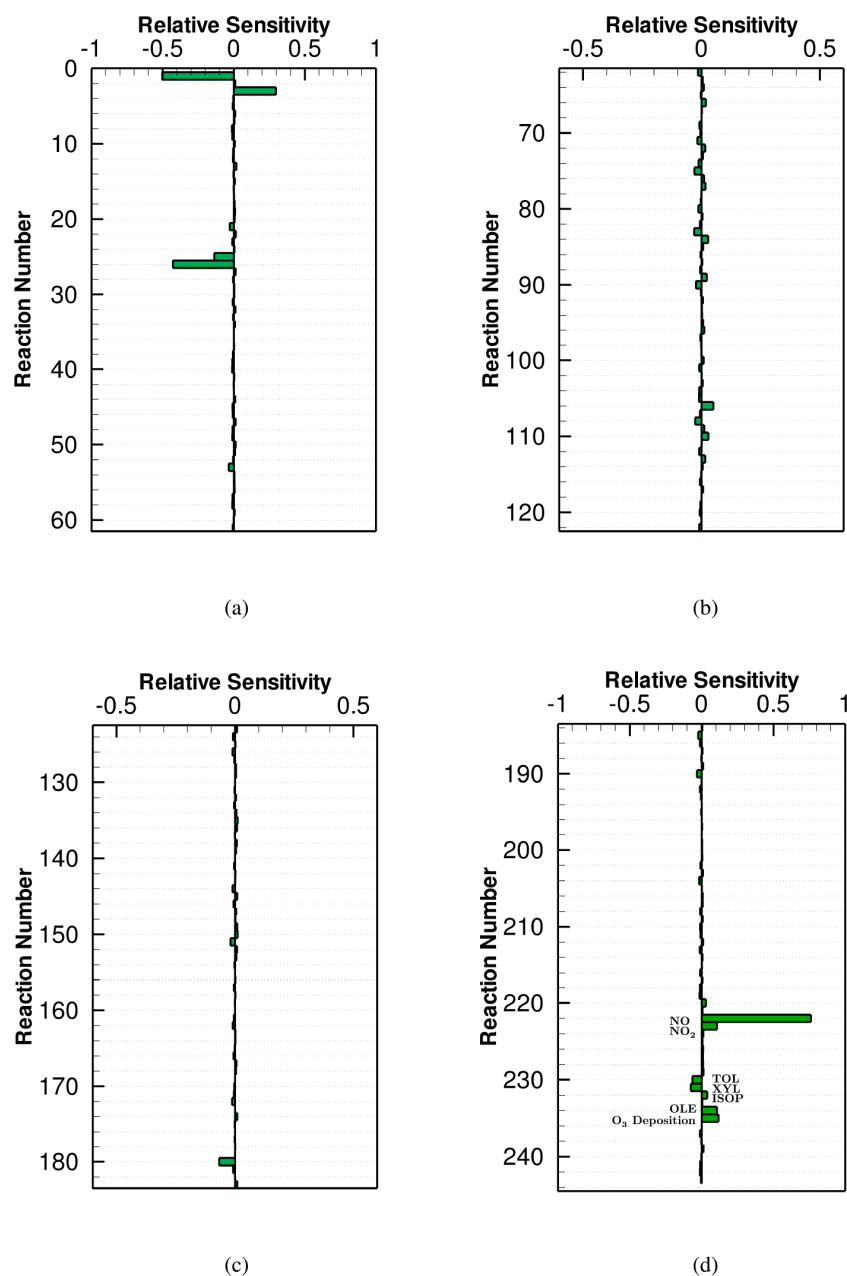 Relative Sensitivity
-1 -0.5 0 0.5 1
Reaction Number
0
10
20
30
40
50
60
(a)
Relative Sensitivity
-0.5 0 0.5
Reaction Number
70
80
90
100
110
120
(b)
Relative Sensitivity
-0.5 0 0.5
Reaction Number
130
140
150
160
170
180
(c)
Relative Sensitivity
-1 -0.5 0 0.5 1
Reaction Number
190
200
210
220
230
240
NO
NO₂
TOL
XYL
ISOP
OLE
O₃ Deposition
(d)